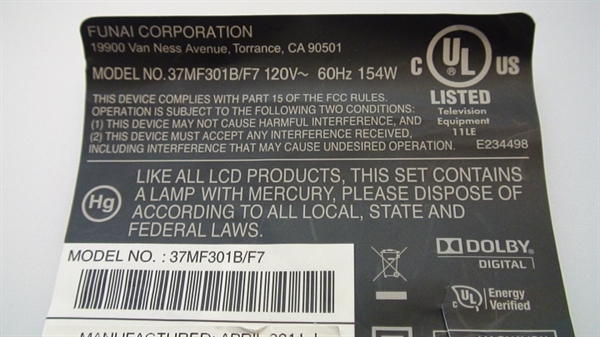 FUNAI CORPORATION
19900 Van Ness Avenue, Torrance, CA 90501
MODEL NO. 37MF301B/F7 120V~ 60Hz 154W
C UL ® US
LISTED
Television
Equipment
11LE
E234498
THIS DEVICE COMPLIES WITH PART 15 OF THE FCC RULES.
OPERATION IS SUBJECT TO THE FOLLOWING TWO CONDITIONS:
(1) THIS DEVICE MAY NOT CAUSE HARMFUL INTERFERENCE, AND
(2) THIS DEVICE MUST ACCEPT ANY INTERFERENCE RECEIVED,
INCLUDING INTERFERENCE THAT MAY CAUSE UNDESIRED OPERATION.
Hg
LIKE ALL LCD PRODUCTS, THIS SET CONTAINS
A LAMP WITH MERCURY, PLEASE DISPOSE OF
ACCORDING TO ALL LOCAL, STATE AND
FEDERAL LAWS.
MODEL NO. : 37MF301B/F7
DOLBY
DIGITAL
C UL ®
Energy
Verified
MANUFACTURED: APRIL